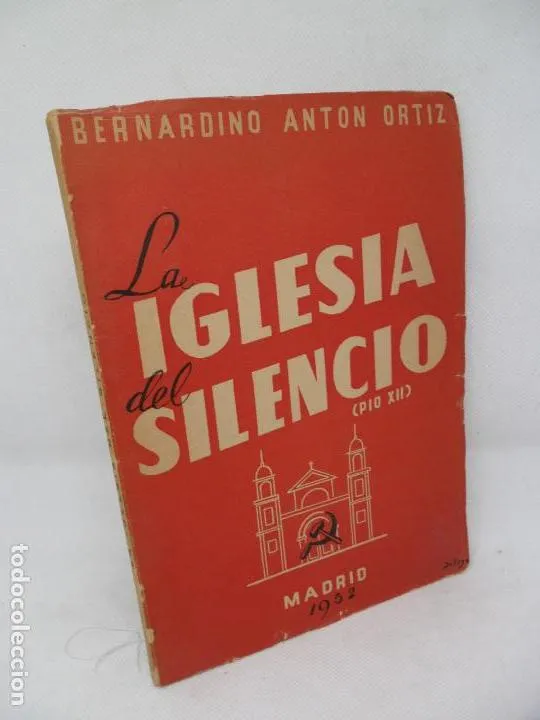 BERNARDINO ANTON ORTIZ
La
IGLESIA
del
SILENCIO
(PIO XII)
MADRID
1952
todocoleccion